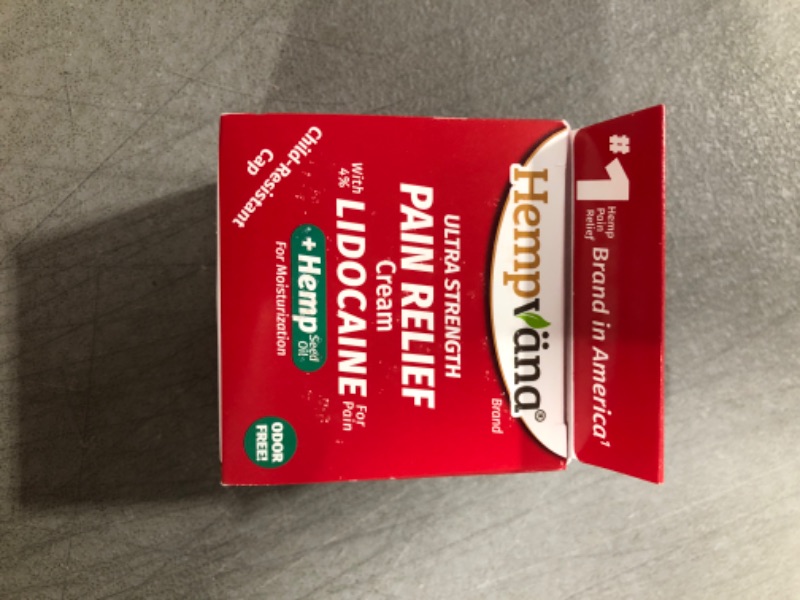 #1 Hemp Pain Relief Brand in America¹
Hempväna®
Brand
ULTRA STRENGTH
PAIN RELIEF
Cream
With 4% LIDOCAINE For Pain
+ Hemp Seed Oil
For Moisturization
Child-Resistant
Cap
ODOR
FREE!